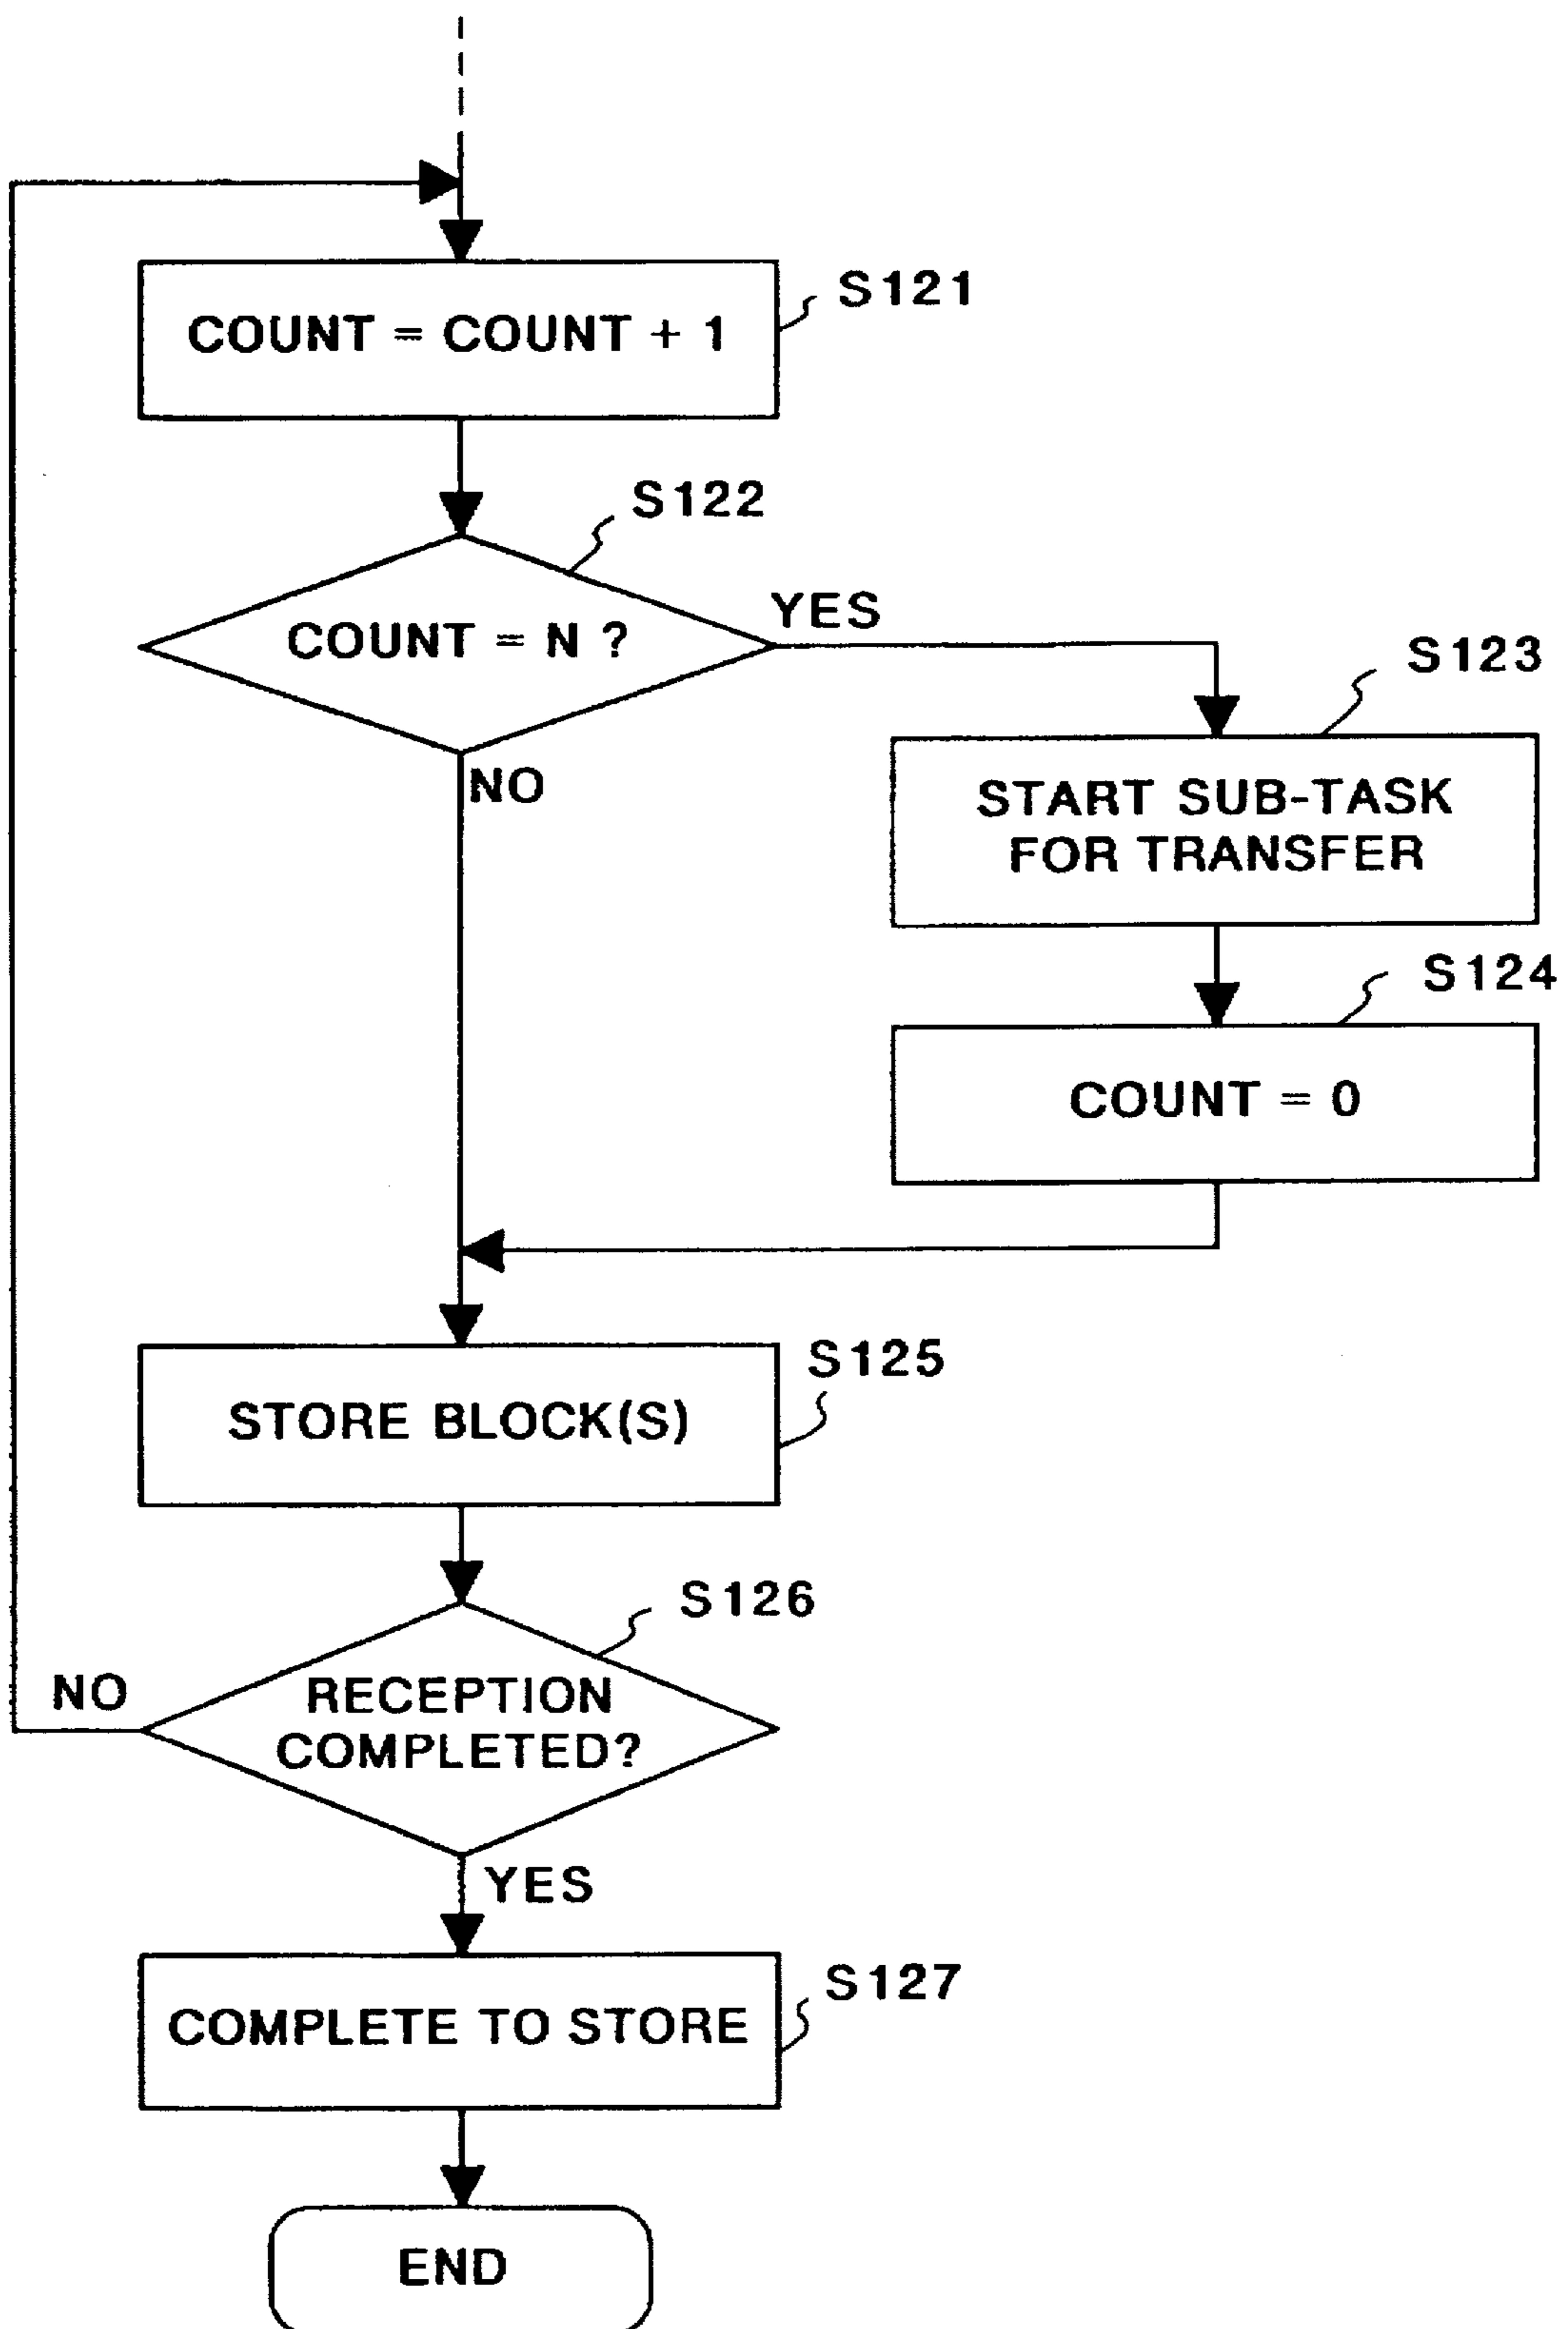 S121
COUNT = COUNT + 1
S122
COUNT = N ?
YES
NO
S123
START SUB-TASK
FOR TRANSFER
S124
COUNT = 0
S125
STORE BLOCK(S)
S126
RECEPTION
COMPLETED?
NO
YES
S127
COMPLETE TO STORE
END